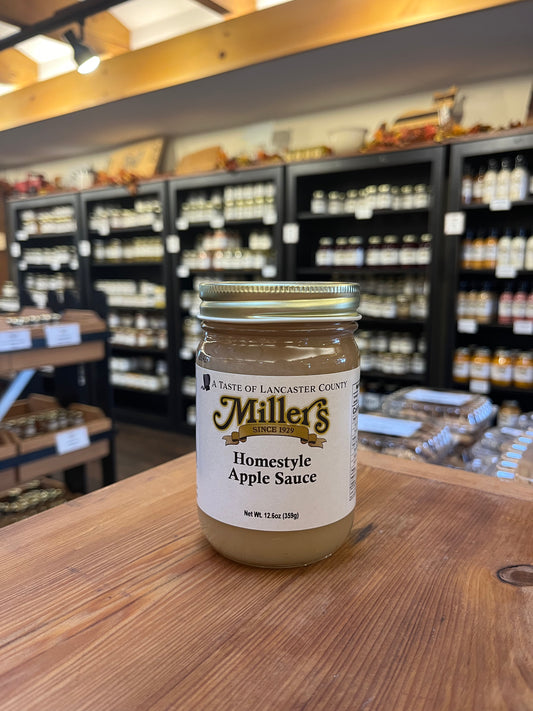 A TASTE OF LANCASTER COUNTY
Miller's
SINCE 1929
Homestyle
Apple Sauce
Net Wt. 12.6oz (359g)